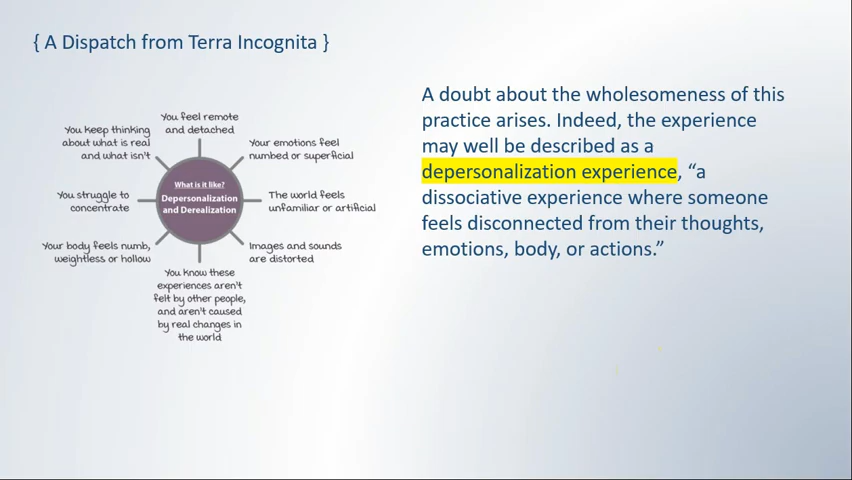 { A Dispatch from Terra Incognita }
You feel remote
and detached
You keep thinking
about what is real
and what isn't
Your emotions feel
numbed or superficial
What is it like?
Depersonalization
and Derealization
You struggle to
concentrate
The world feels
unfamiliar or artificial
Your body feels numb,
weightless or hollow
Images and sounds
are distorted
You know these
experiences aren't
felt by other people,
and aren't caused
by real changes in
the world
A doubt about the wholesomeness of this
practice arises. Indeed, the experience
may well be described as a
depersonalization experience, “a
dissociative experience where someone
feels disconnected from their thoughts,
emotions, body, or actions.”